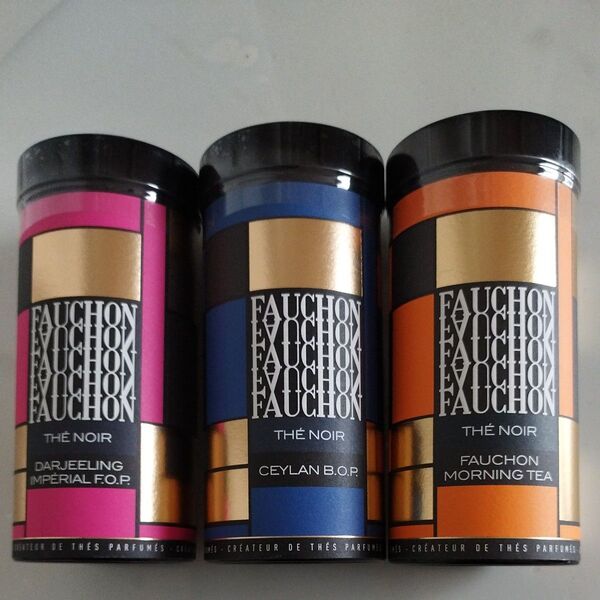 FAUCHON
FAUCHON
FAUCHON
FAUCHON
FAUCHON
THÉ NOIR
DARJEELING
IMPÉRIAL F.O.P.
CRÉATEUR DE THÉS PARFUMÉS -
FAUCHON
FAUCHON
FAUCHON
FAUCHON
FAUCHON
THÉ NOIR
CEYLAN B.O.P.
- CRÉATEUR DE THÉS PARFUMÉS
FAUCHON
FAUCHON
FAUCHON
FAUCHON
FAUCHON
THÉ NOIR
FAUCHON
MORNING TEA
- CRÉATEUR DE THÉS PARFUMÉS